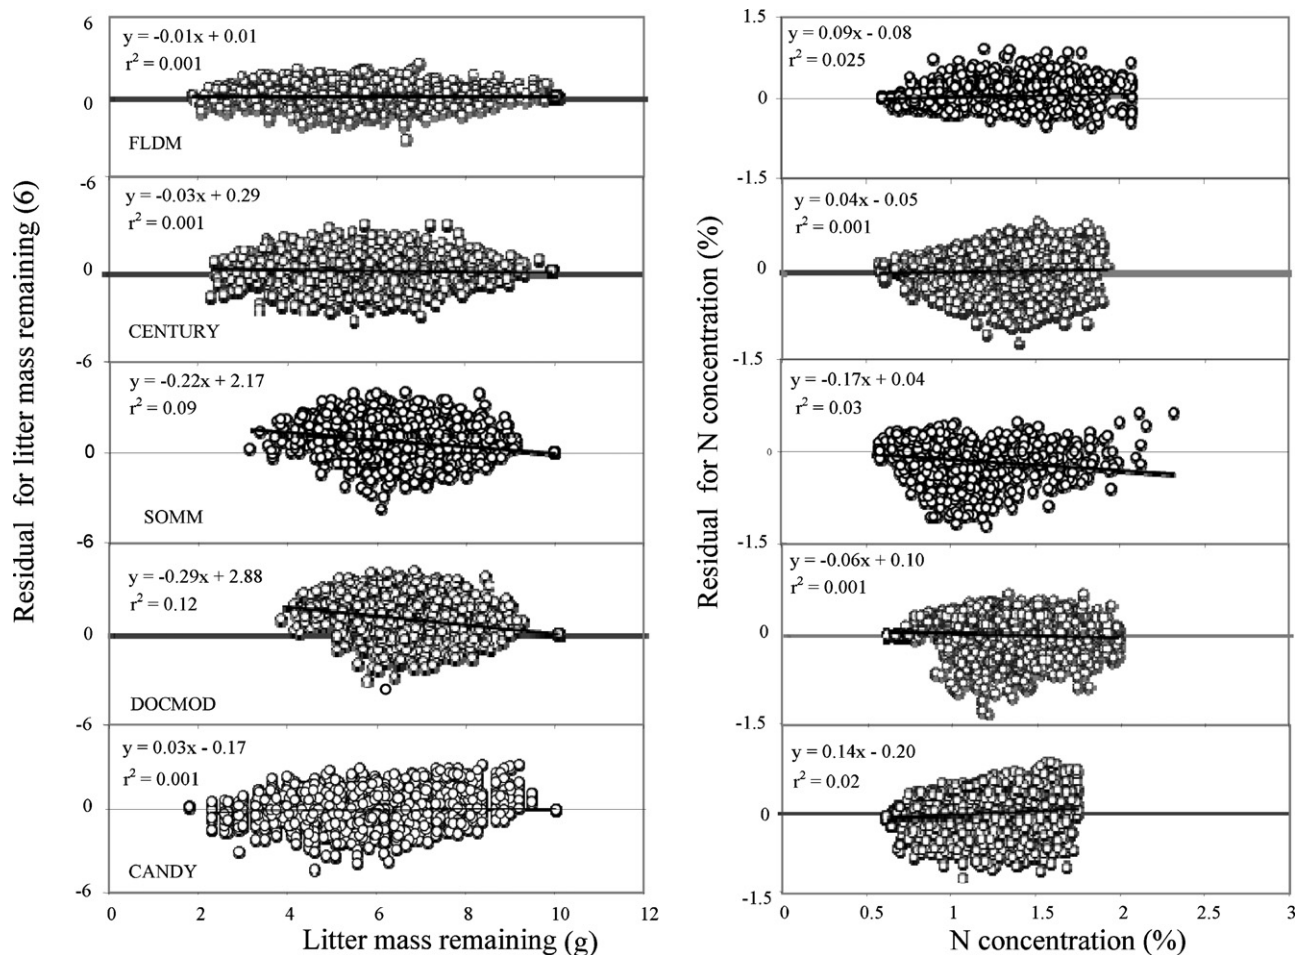 Residual for litter mass remaining (6)
6
y = -0.01x + 0.01
r² = 0.001
0
FLDM
-6
y = -0.03x + 0.29
r² = 0.001
0
CENTURY
-6
y = -0.22x + 2.17
r² = 0.09
0
SOMM
-6
y = -0.29x + 2.88
r² = 0.12
0
DOCMOD
-6
y = 0.03x - 0.17
r² = 0.001
0
CANDY
-6
0 2 4 6 8 10 12
Litter mass remaining (g)
Residual for N concentration (%)
1.5
y = 0.09x - 0.08
r² = 0.025
0
-1.5
y = 0.04x - 0.05
r² = 0.001
0
-1.5
y = -0.17x + 0.04
r² = 0.03
0
-1.5
y = -0.06x + 0.10
r² = 0.001
0
-1.5
y = 0.14x - 0.20
r² = 0.02
0
-1.5
0 0.5 1 1.5 2 2.5 3
N concentration (%)